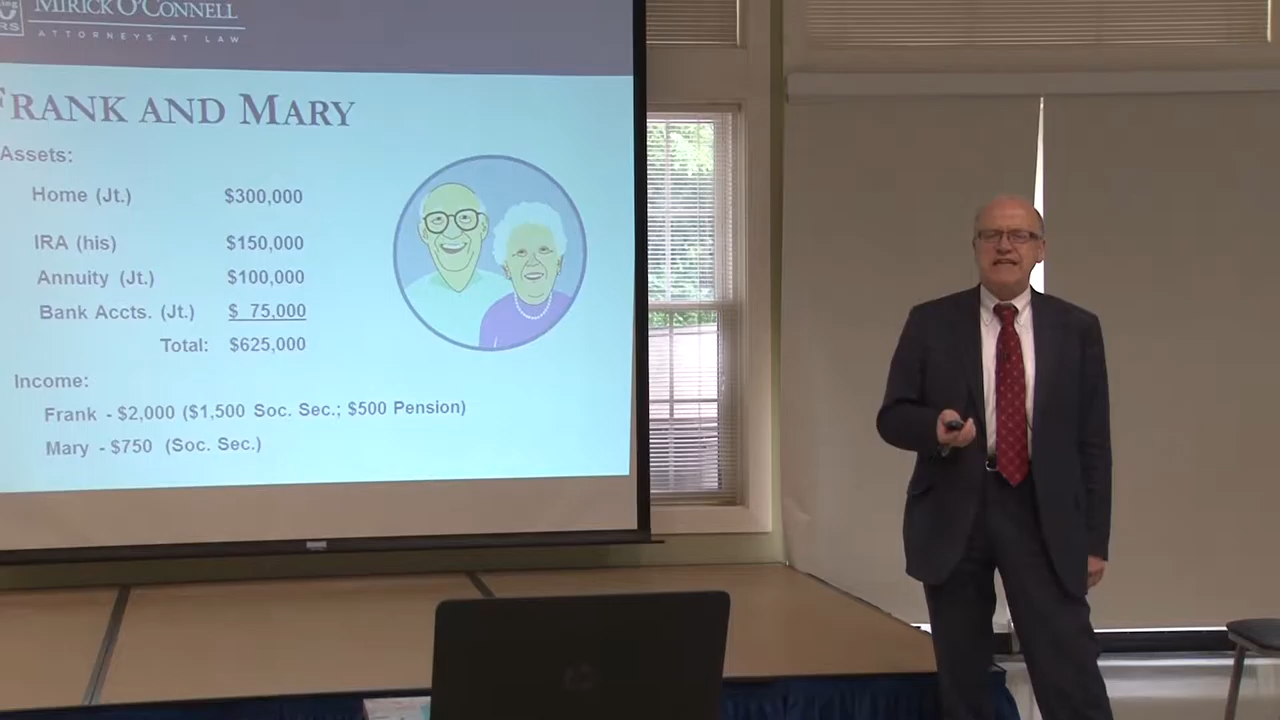 MIRICK O'CONNELL
RS
ATTORNEYS AT LAW
FRANK AND MARY
Assets:
Home (Jt.) $300,000
IRA (his) $150,000
Annuity (Jt.) $100,000
Bank Accts. (Jt.) $ 75,000
Total: $625,000
Income:
Frank - $2,000 ($1,500 Soc. Sec.; $500 Pension)
Mary - $750 (Soc. Sec.)
hp